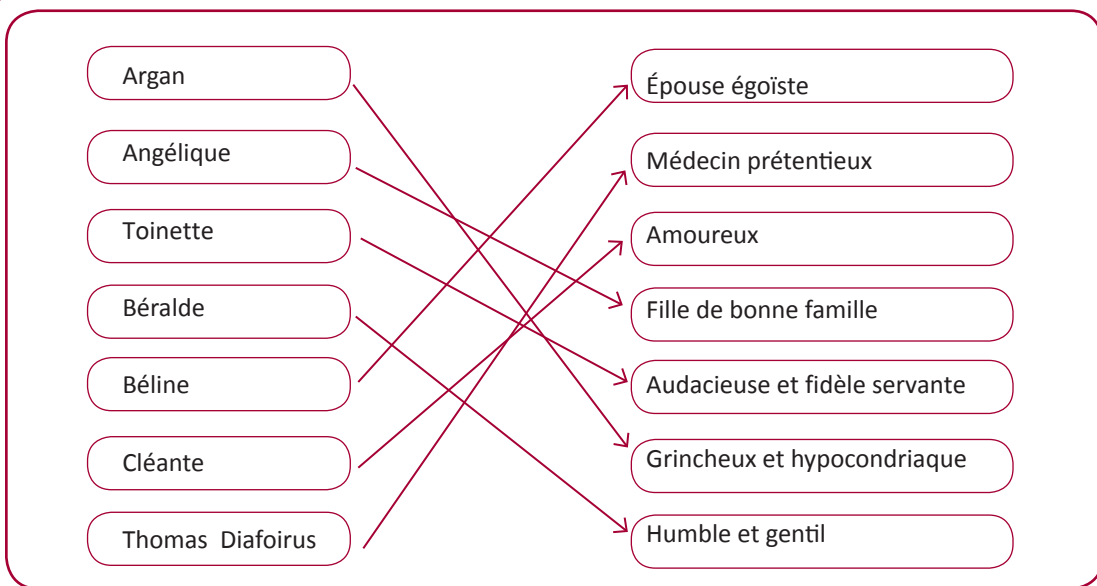 Argan
Angélique
Toinette
Béralde
Béline
Cléante
Thomas Diafoirus
Épouse égoïste
Médecin prétentieux
Amoureux
Fille de bonne famille
Audacieuse et fidèle servante
Grincheux et hypocondriaque
Humble et gentil